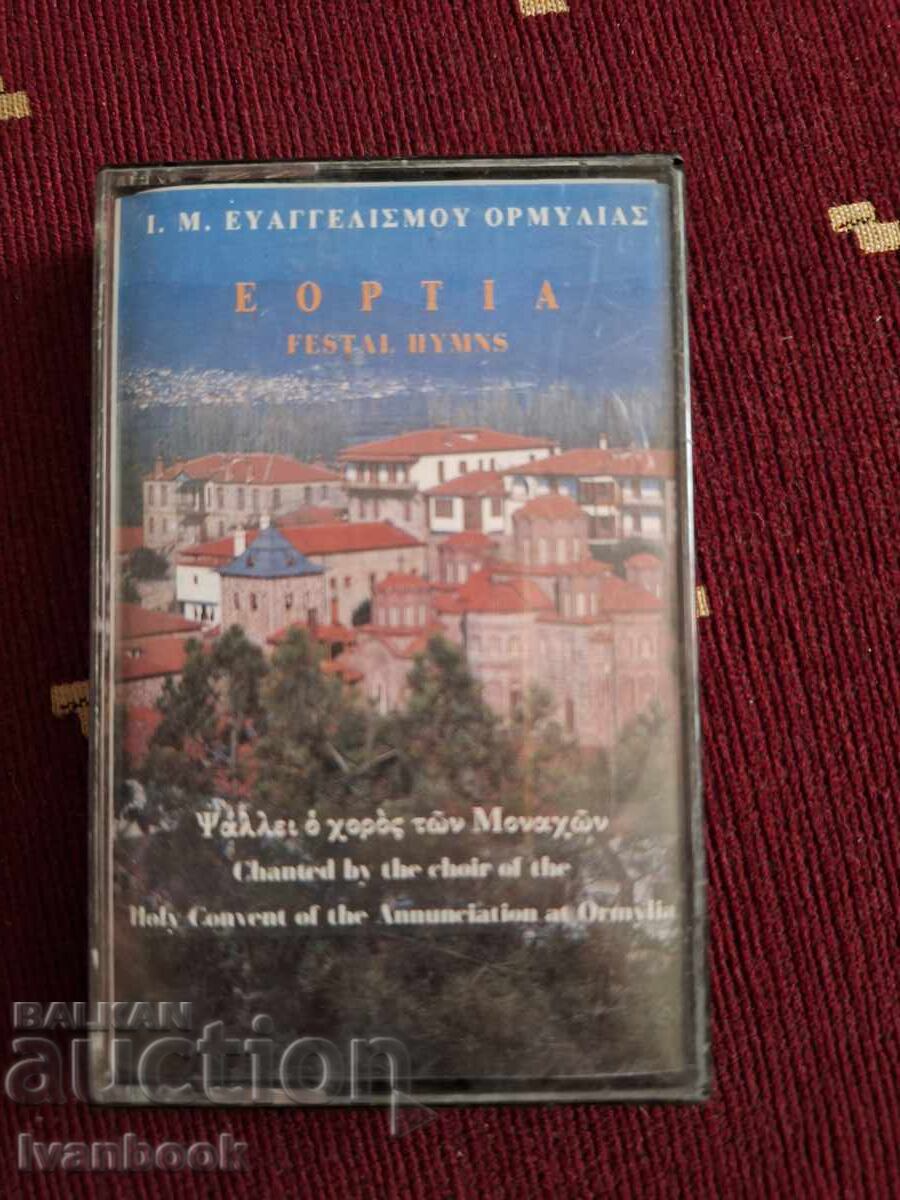 Ι. Μ. ΕΥΑΓΓΕΛΙΣΜΟΥ ΟΡΜΥΛΙΑΣ
ΕΟΡΤΙΑ
FESTAL HYMNS
Ψάλλει ὁ χορὸς τῶν Μοναχῶν
Chanted by the choir of the
Holy Convent of the Annunciation at Ormylia
BALKAN
auction
Ivanbook